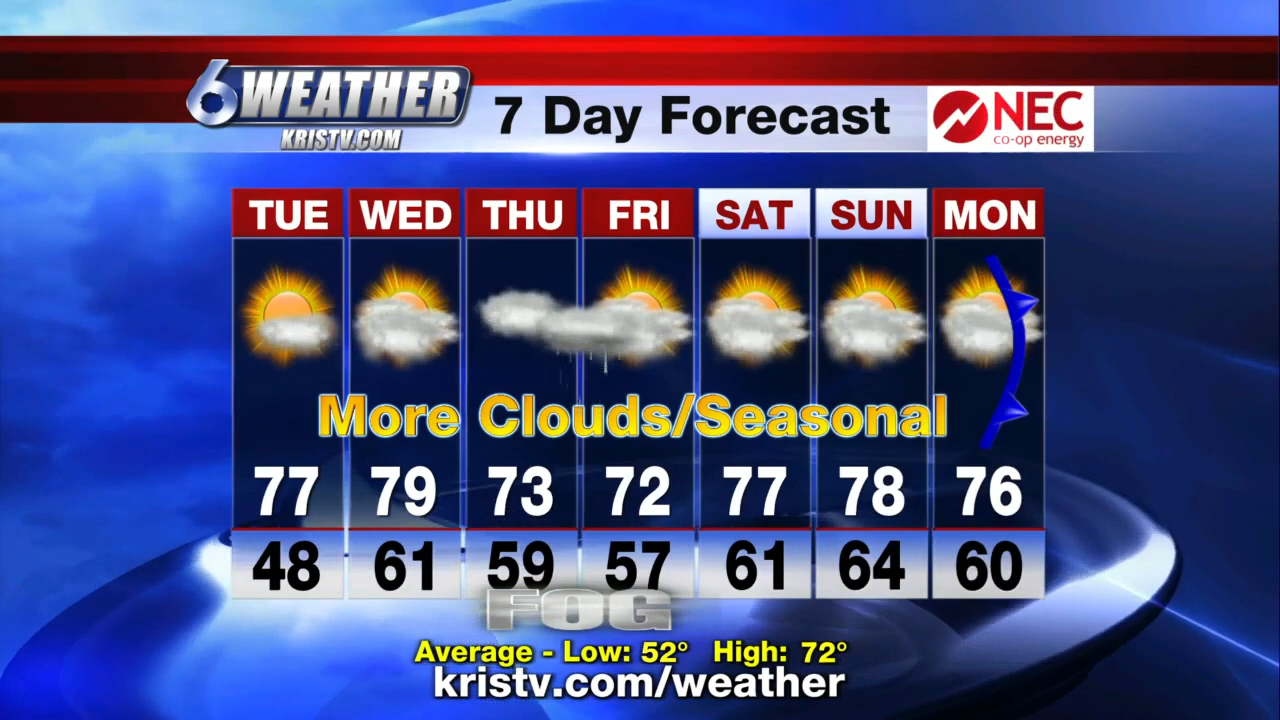 6 WEATHER
KRISTV.COM
7 Day Forecast
NEC
co-op energy
TUE WED THU FRI SAT SUN MON
More Clouds/Seasonal
77 79 73 72 77 78 76
48 61 59 57 61 64 60
FOG
Average - Low: 52° High: 72°
kristv.com/weather